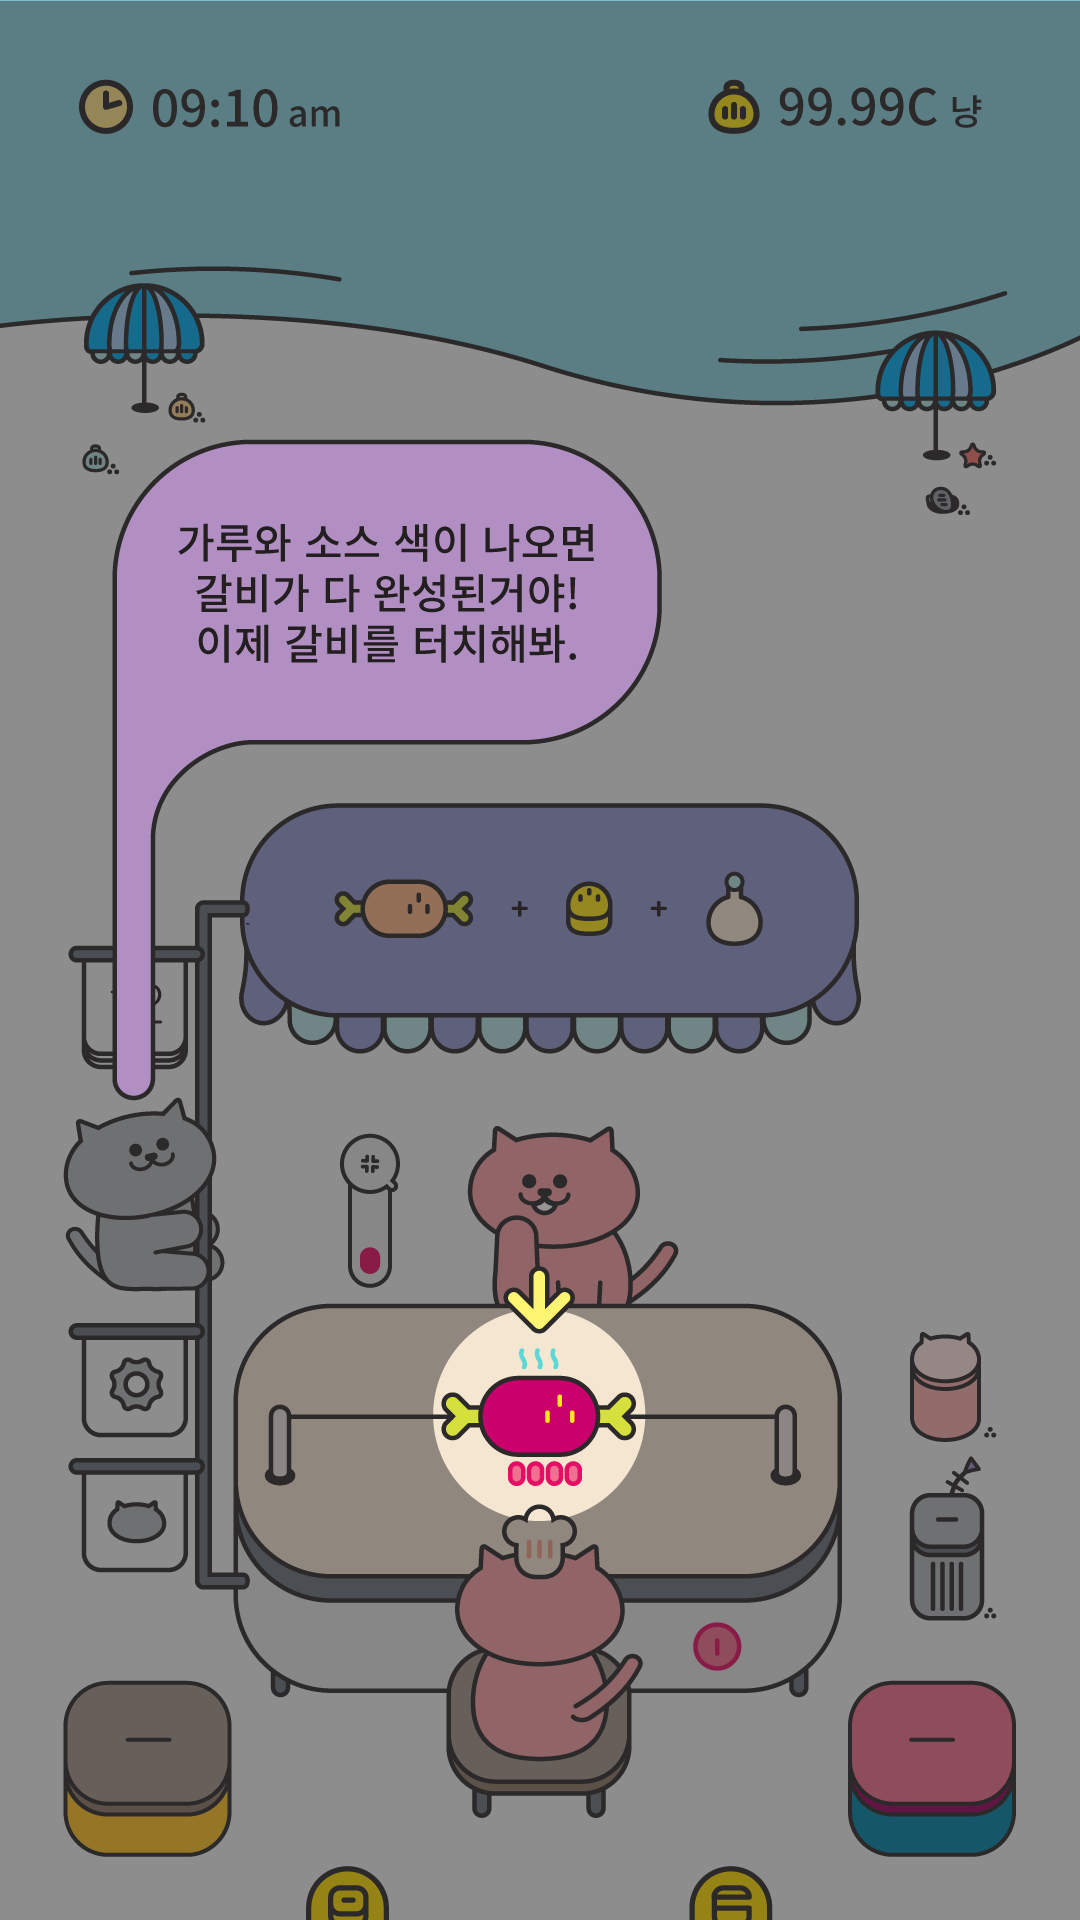 09:10 am
99.99C 냥
가루와 소스 색이 나오면
갈비가 다 완성된거야!
이제 갈비를 터치해봐.
+ +